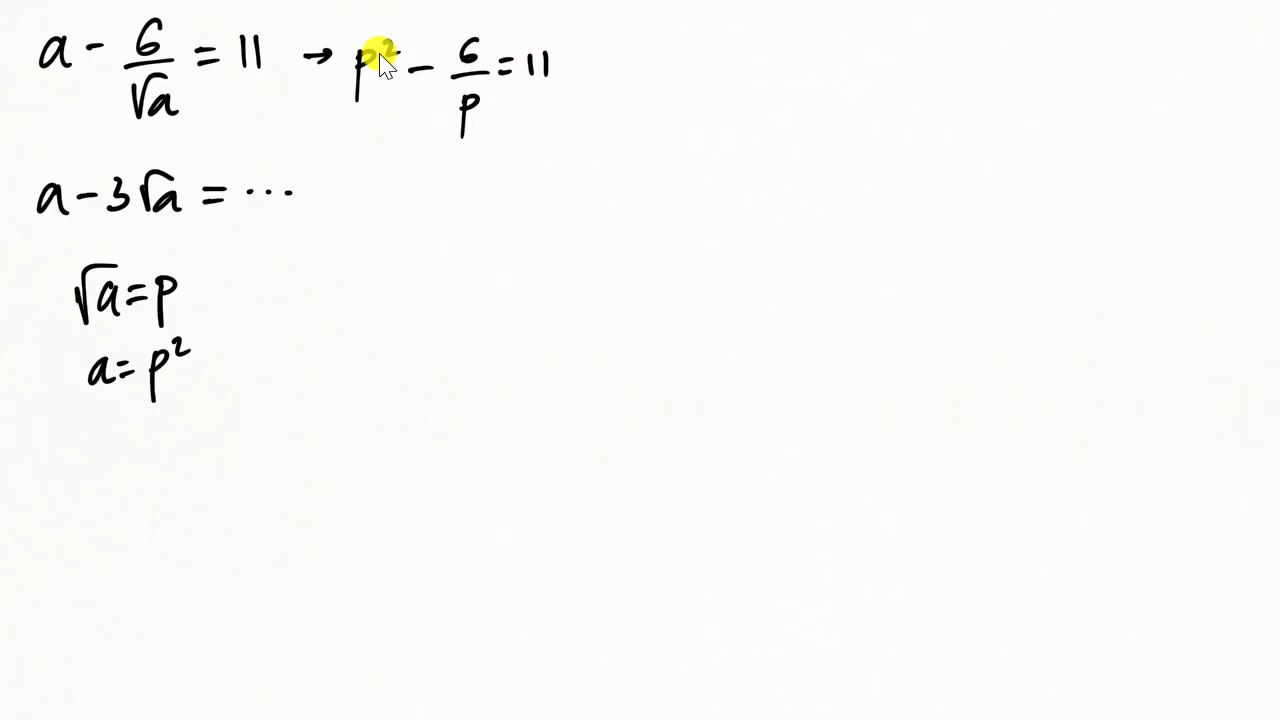 a - 6/√a = 11 → p² - 6/p = 11
a - 3√a = ...
√a = p
a = p²